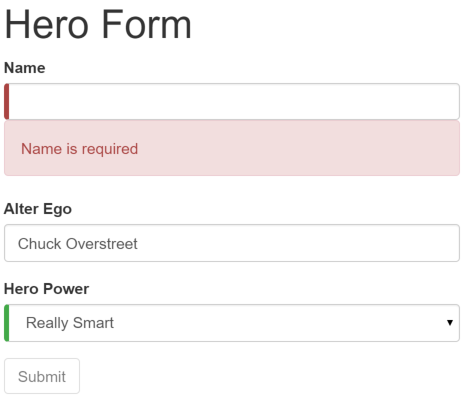 Hero Form
Name
Name is required
Alter Ego
Chuck Overstreet
Hero Power
Really Smart
Submit